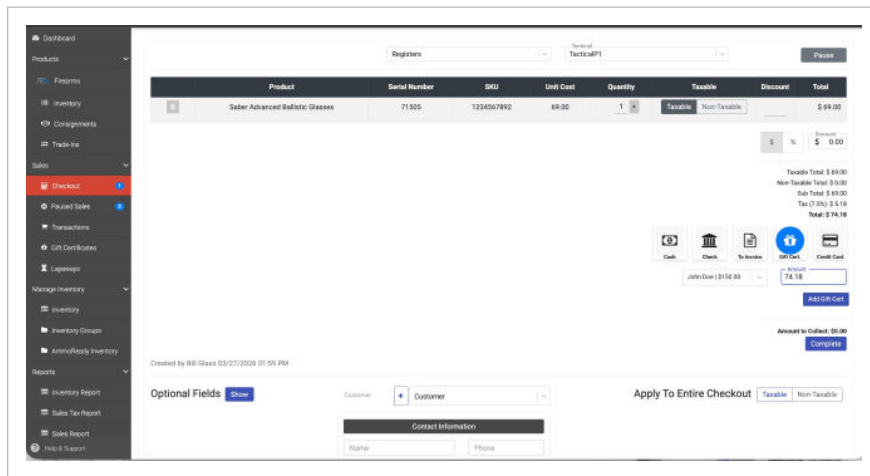 Dashboard
Products
Firearms
Inventory
Consignments
Trade-Ins
Sales
Checkout 1
Paused Sales
Transactions
Gift Certificates
Layaways
Manage Inventory
Inventory
Inventory Groups
AmmoReady Inventory
Reports
Inventory Report
Sales Tax Report
Sales Report
Help & Support
Registers
Terminal
TacticalP1
Pause
Product Serial Number SKU Unit Cost Quantity Taxable Discount Total
Saber Advanced Ballistic Glasses 71505 1234567892 69.00 1 Taxable Non-Taxable $ 69.00
$ % Discount $ 0.00
Taxable Total: $ 69.00
Non-Taxable Total: $ 0.00
Sub Total: $ 69.00
Tax (7.5%): $ 5.18
Total: $ 74.18
Cash Check To Invoice Gift Cert. Credit Card
John Doe | $150.00
Amount
74.18
Add Gift Cert
Amount to Collect: $0.00
Complete
Created by Bill Glass 03/27/2026 01:59 PM
Optional Fields Show
Customer + Customer
Apply To Entire Checkout Taxable Non-Taxable
Contact Information
Name Phone